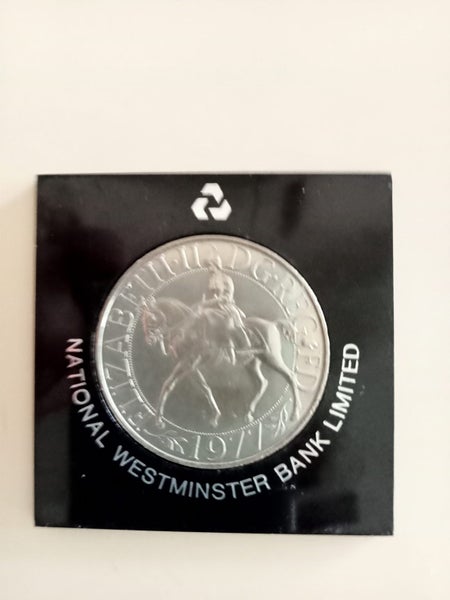 ELIZABETH·II D·G·REG F·D
1977
NATIONAL WESTMINSTER BANK LIMITED